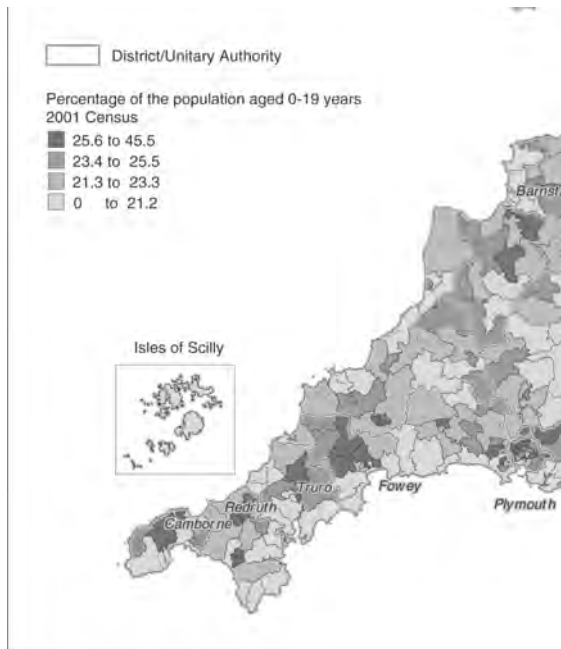 District/Unitary Authority
Percentage of the population aged 0-19 years
2001 Census
25.6 to 45.5
23.4 to 25.5
21.3 to 23.3
0 to 21.2
Barnst
Isles of Scilly
Truro
Fowey
Redruth
Plymouth
Camborne